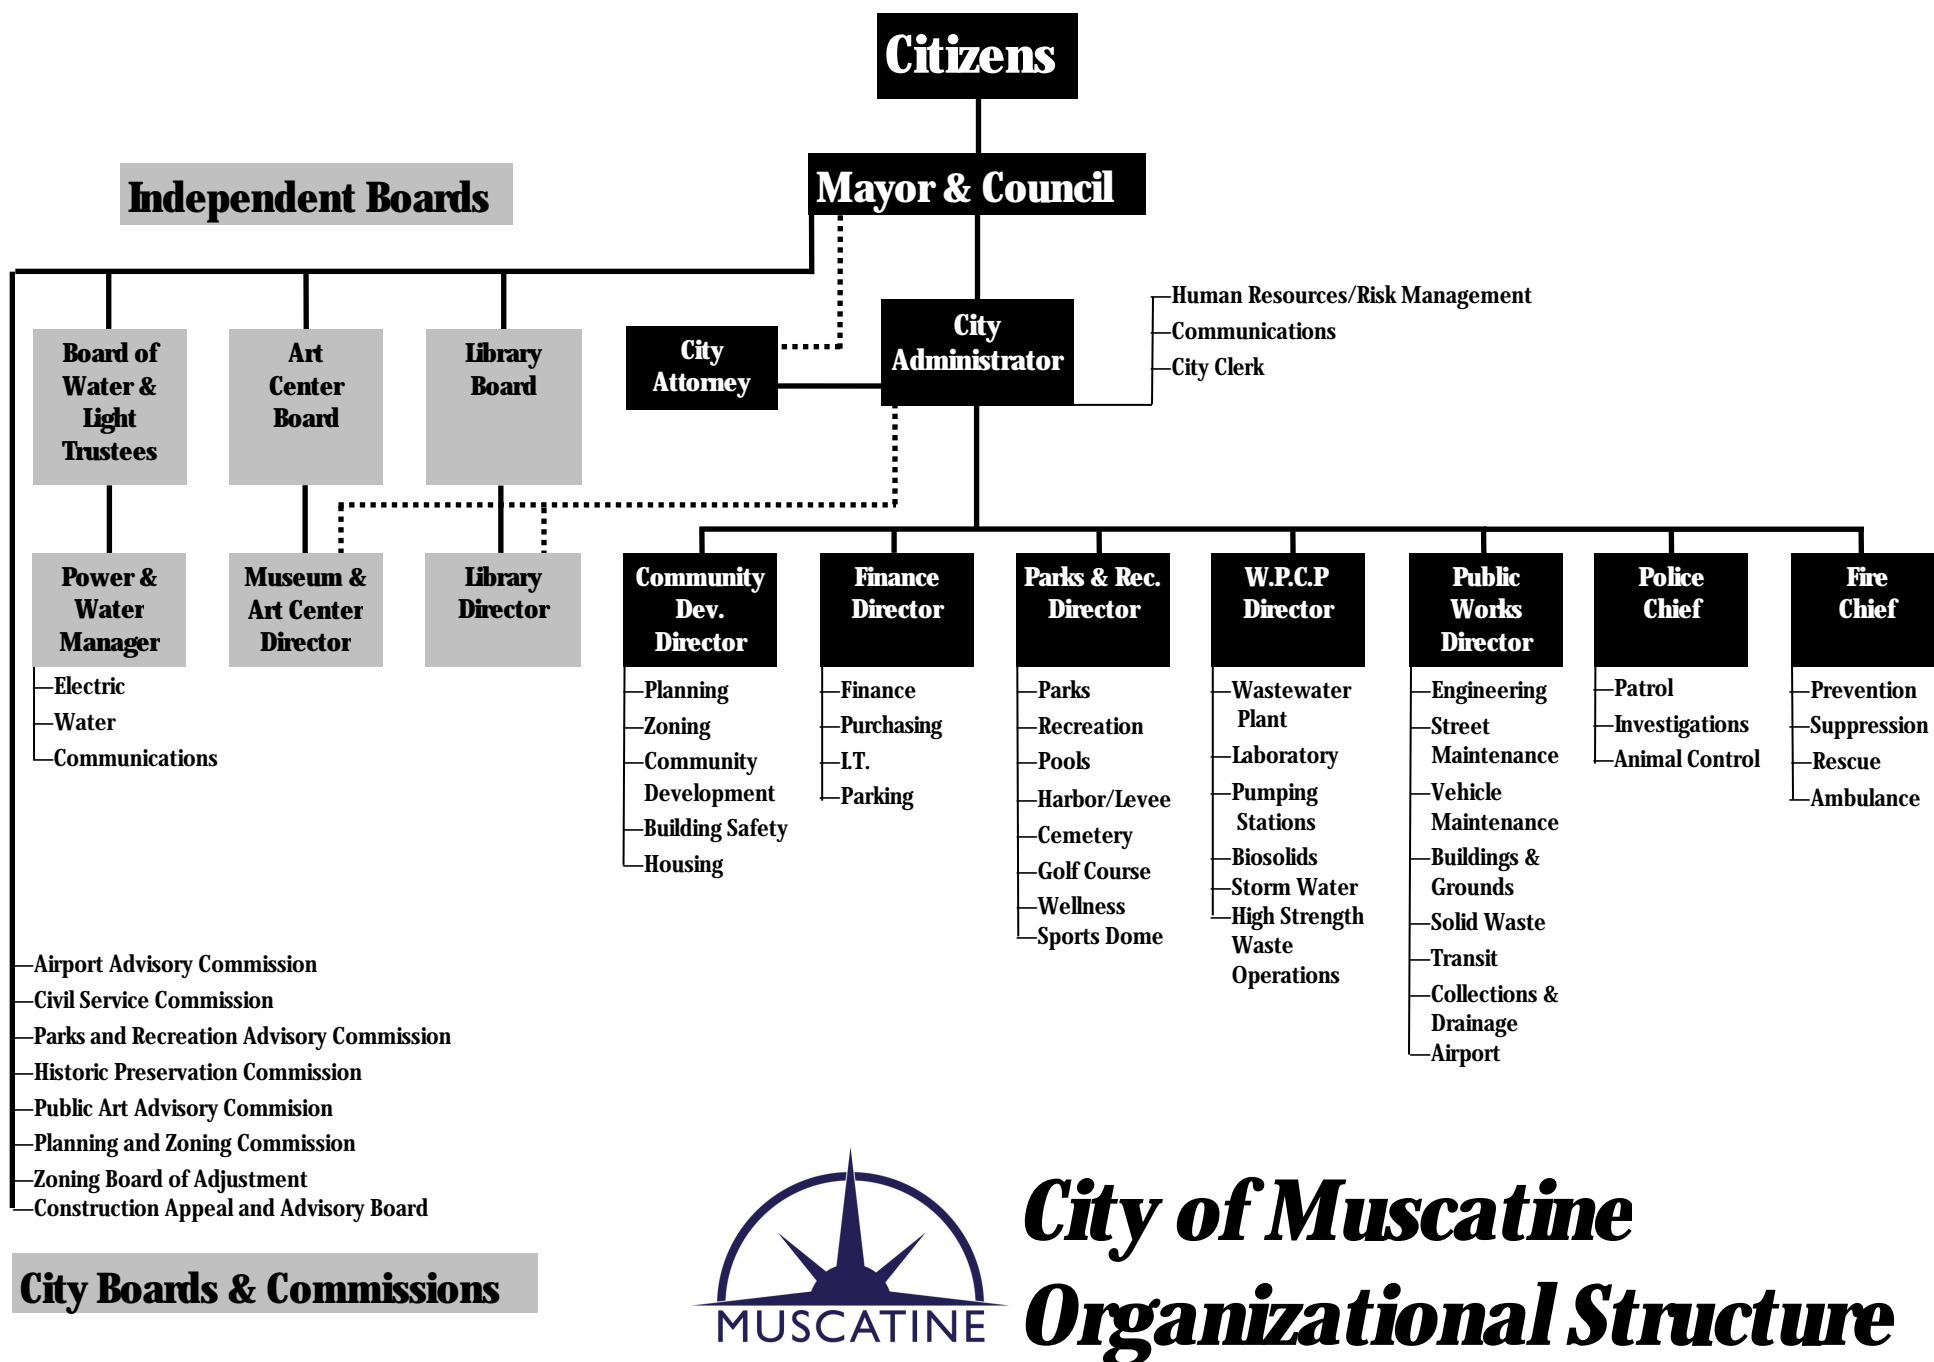 Citizens
Mayor & Council
Independent Boards
Human Resources/Risk Management
Communications
City Clerk
City
Administrator
City
Attorney
Board of
Water &
Light
Trustees
Art
Center
Board
Library
Board
Power &
Water
Manager
Electric
Water
Communications
Museum &
Art Center
Director
Library
Director
Community
Dev.
Director
Planning
Zoning
Community
Development
Building Safety
Housing
Finance
Director
Finance
Purchasing
I.T.
Parking
Parks & Rec.
Director
Parks
Recreation
Pools
Harbor/Levee
Cemetery
Golf Course
Wellness
Sports Dome
W.P.C.P
Director
Wastewater
Plant
Laboratory
Pumping
Stations
Biosolids
Storm Water
High Strength
Waste
Operations
Public
Works
Director
Engineering
Street
Maintenance
Vehicle
Maintenance
Buildings &
Grounds
Solid Waste
Transit
Collections &
Drainage
Airport
Police
Chief
Patrol
Investigations
Animal Control
Fire
Chief
Prevention
Suppression
Rescue
Ambulance
Airport Advisory Commission
Civil Service Commission
Parks and Recreation Advisory Commission
Historic Preservation Commission
Public Art Advisory Commision
Planning and Zoning Commission
Zoning Board of Adjustment
Construction Appeal and Advisory Board
City Boards & Commissions
MUSCATINE
City of Muscatine
Organizational Structure